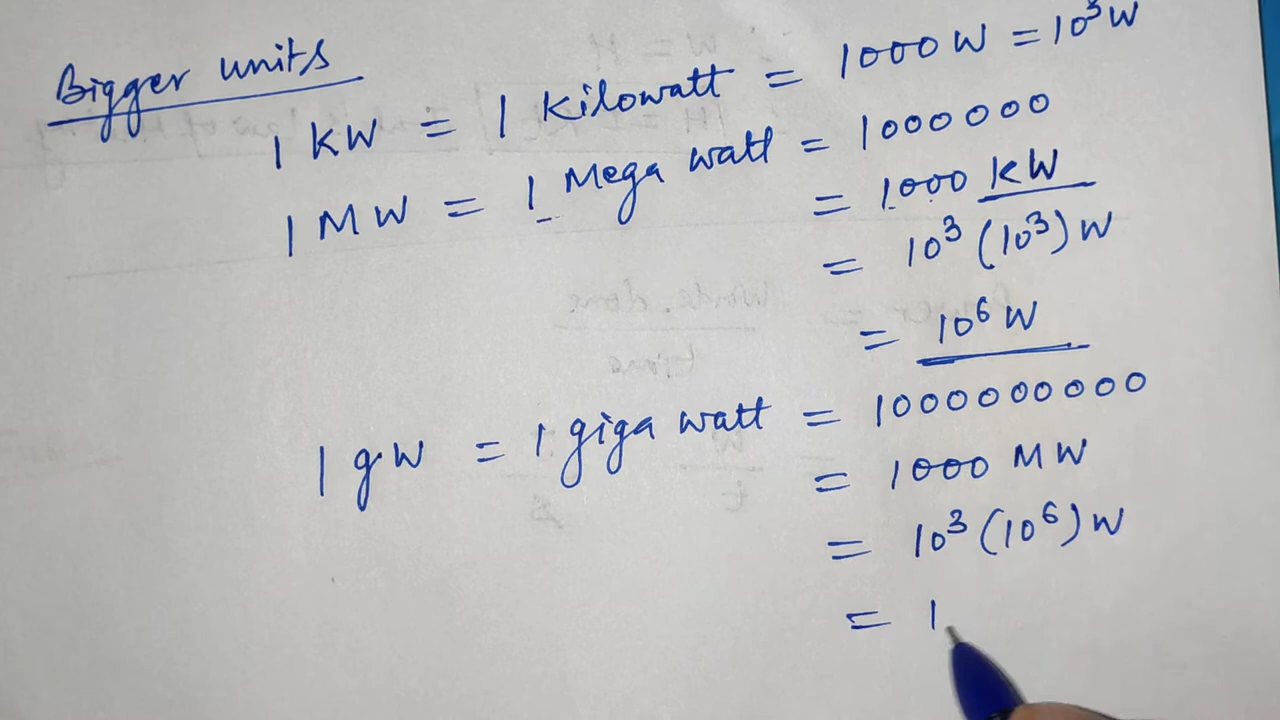 Bigger units
1 KW = 1 Kilowatt = 1000 W = 10³W
1 MW = 1 Mega watt = 1000000
= 1000 KW
= 10³ (10³) W
= 10⁶ W
1 gW = 1 giga watt = 1000000000
= 1000 MW
= 10³ (10⁶) W
= 1